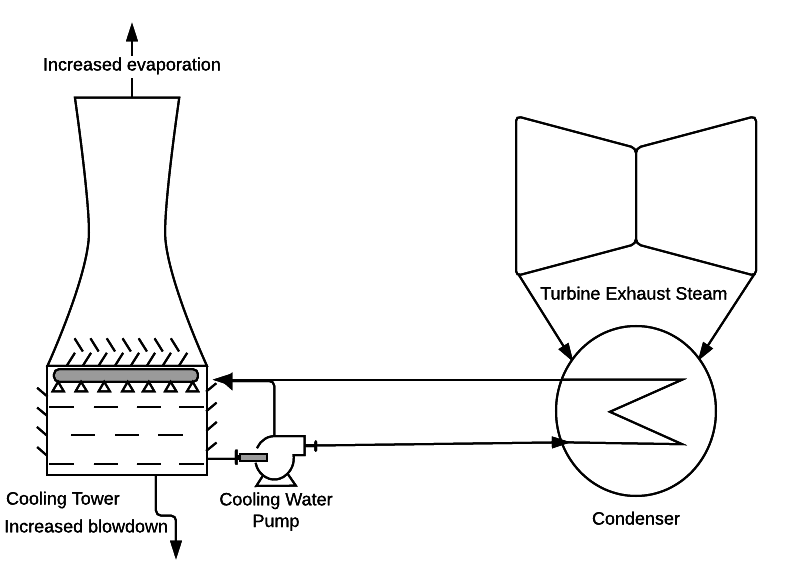 Increased evaporation
Turbine Exhaust Steam
Cooling Tower
Increased blowdown
Cooling Water
Pump
Condenser